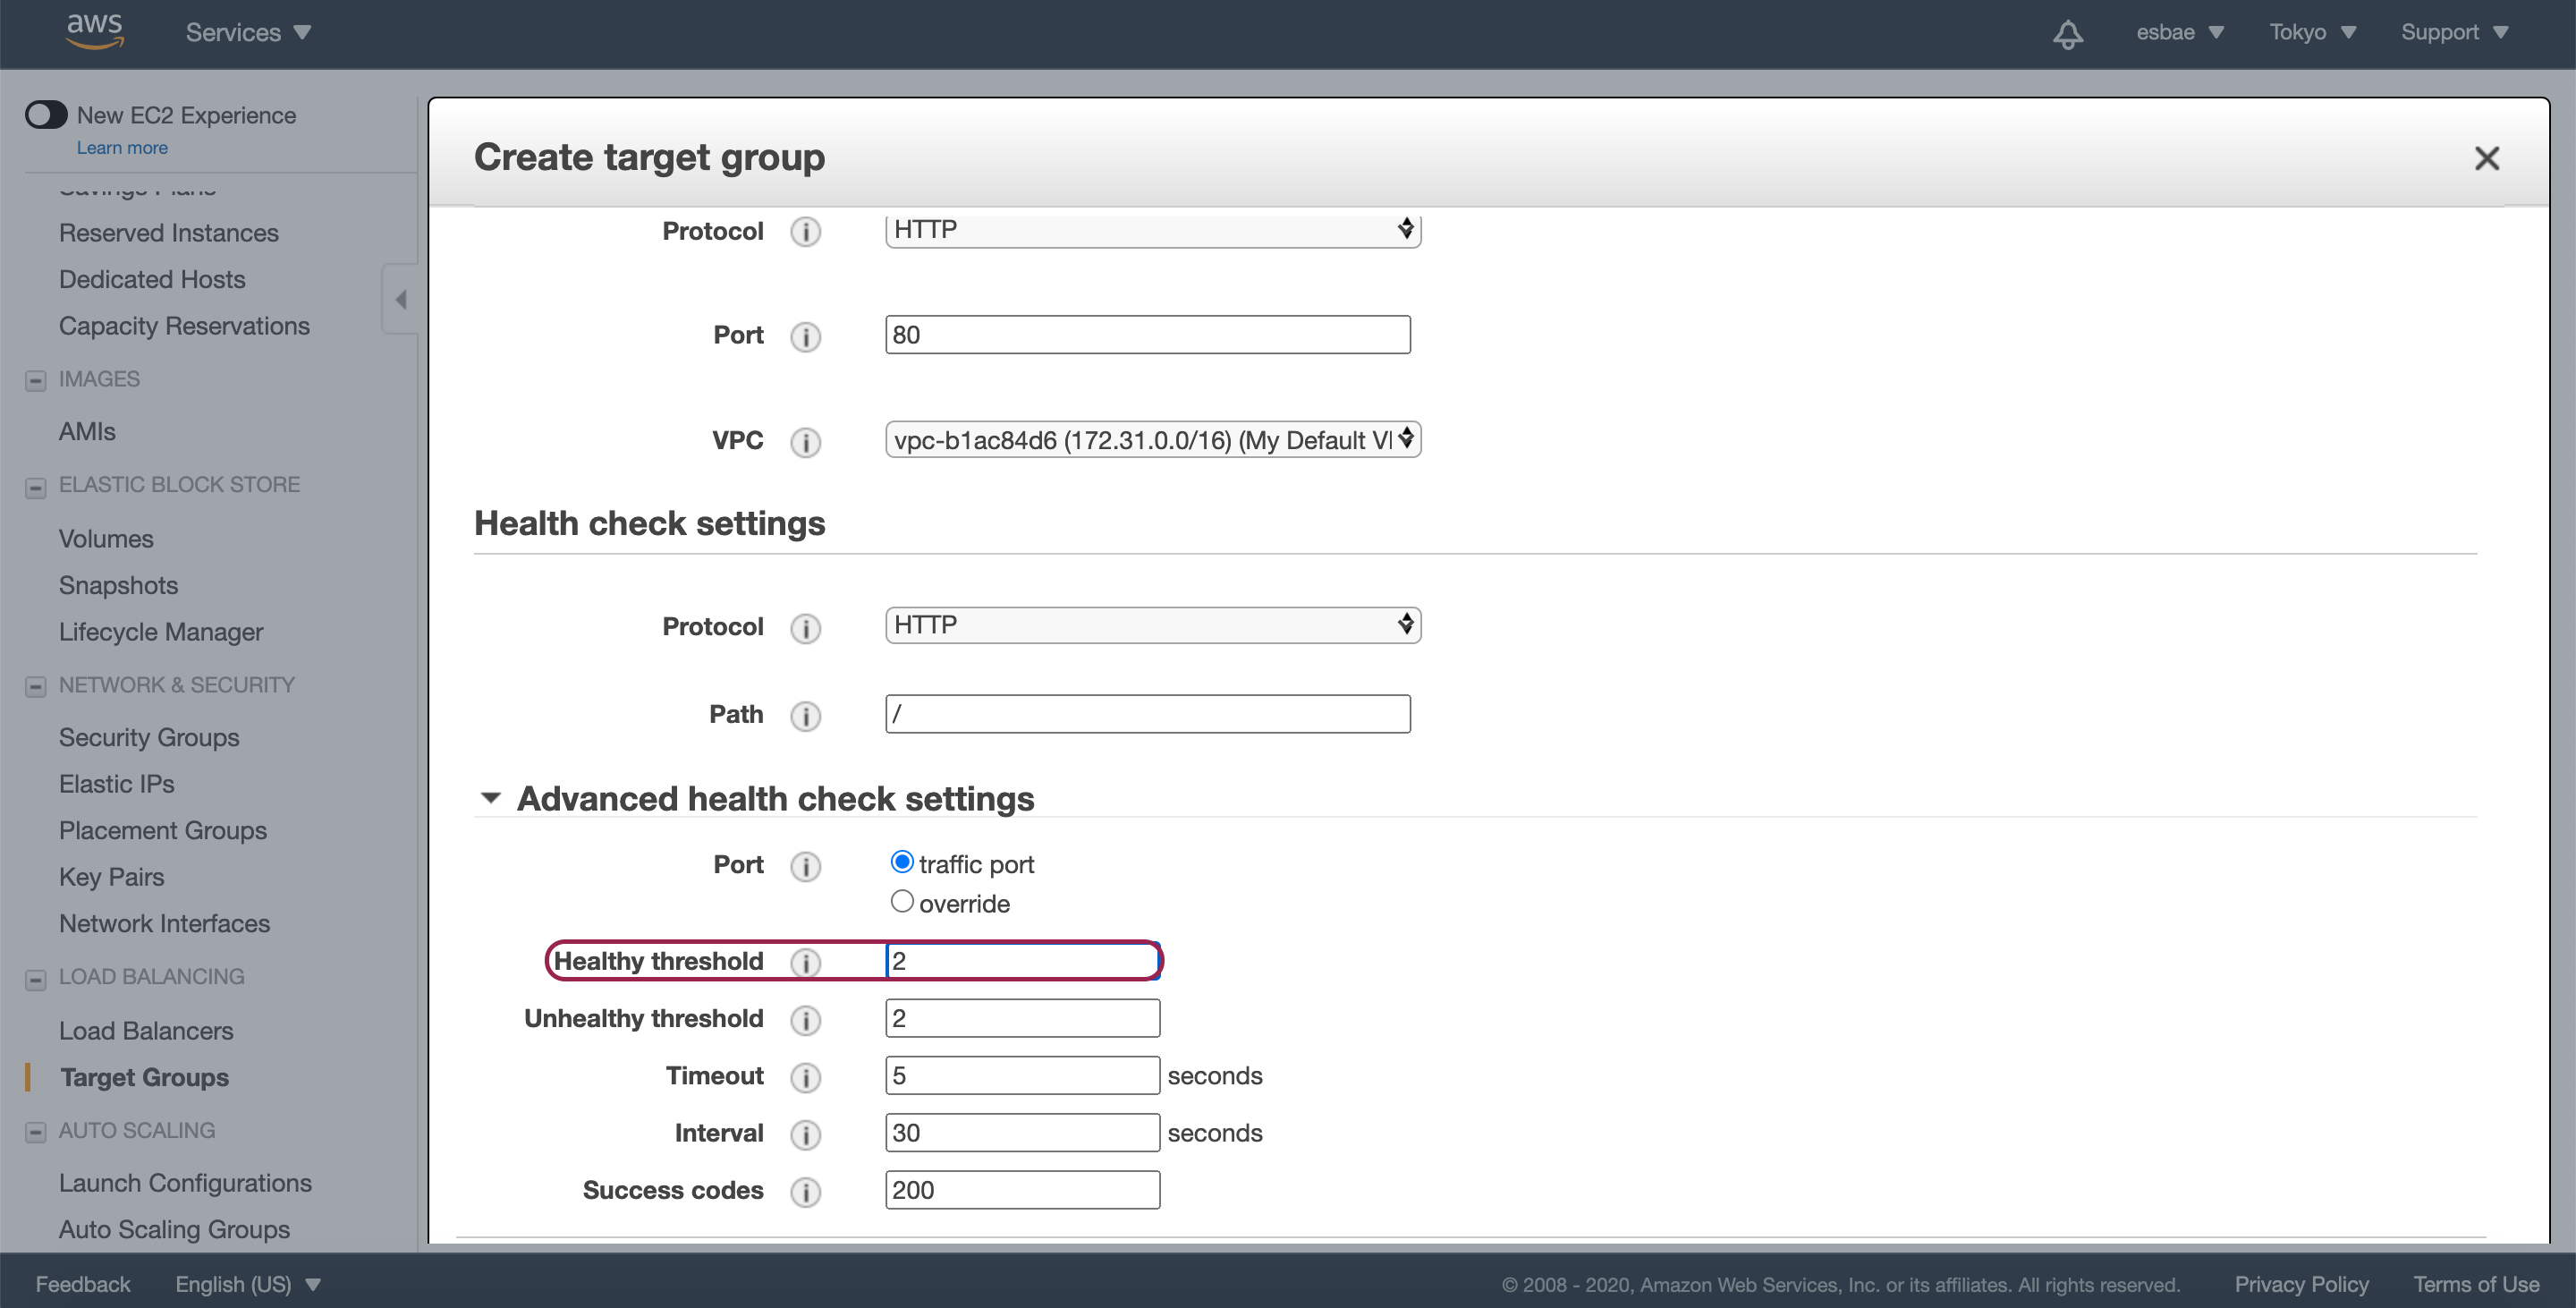 aws
Services
esbae
Tokyo
Support
New EC2 Experience
Learn more
Savings Plans
Reserved Instances
Dedicated Hosts
Capacity Reservations
IMAGES
AMIs
ELASTIC BLOCK STORE
Volumes
Snapshots
Lifecycle Manager
NETWORK & SECURITY
Security Groups
Elastic IPs
Placement Groups
Key Pairs
Network Interfaces
LOAD BALANCING
Load Balancers
Target Groups
AUTO SCALING
Launch Configurations
Auto Scaling Groups
Create target group
Protocol i HTTP
Port i 80
VPC i vpc-b1ac84d6 (172.31.0.0/16) (My Default VI
Health check settings
Protocol i HTTP
Path i /
Advanced health check settings
Port i traffic port
override
Healthy threshold i 2
Unhealthy threshold i 2
Timeout i 5 seconds
Interval i 30 seconds
Success codes i 200
Feedback
English (US)
© 2008 - 2020, Amazon Web Services, Inc. or its affiliates. All rights reserved.
Privacy Policy
Terms of Use